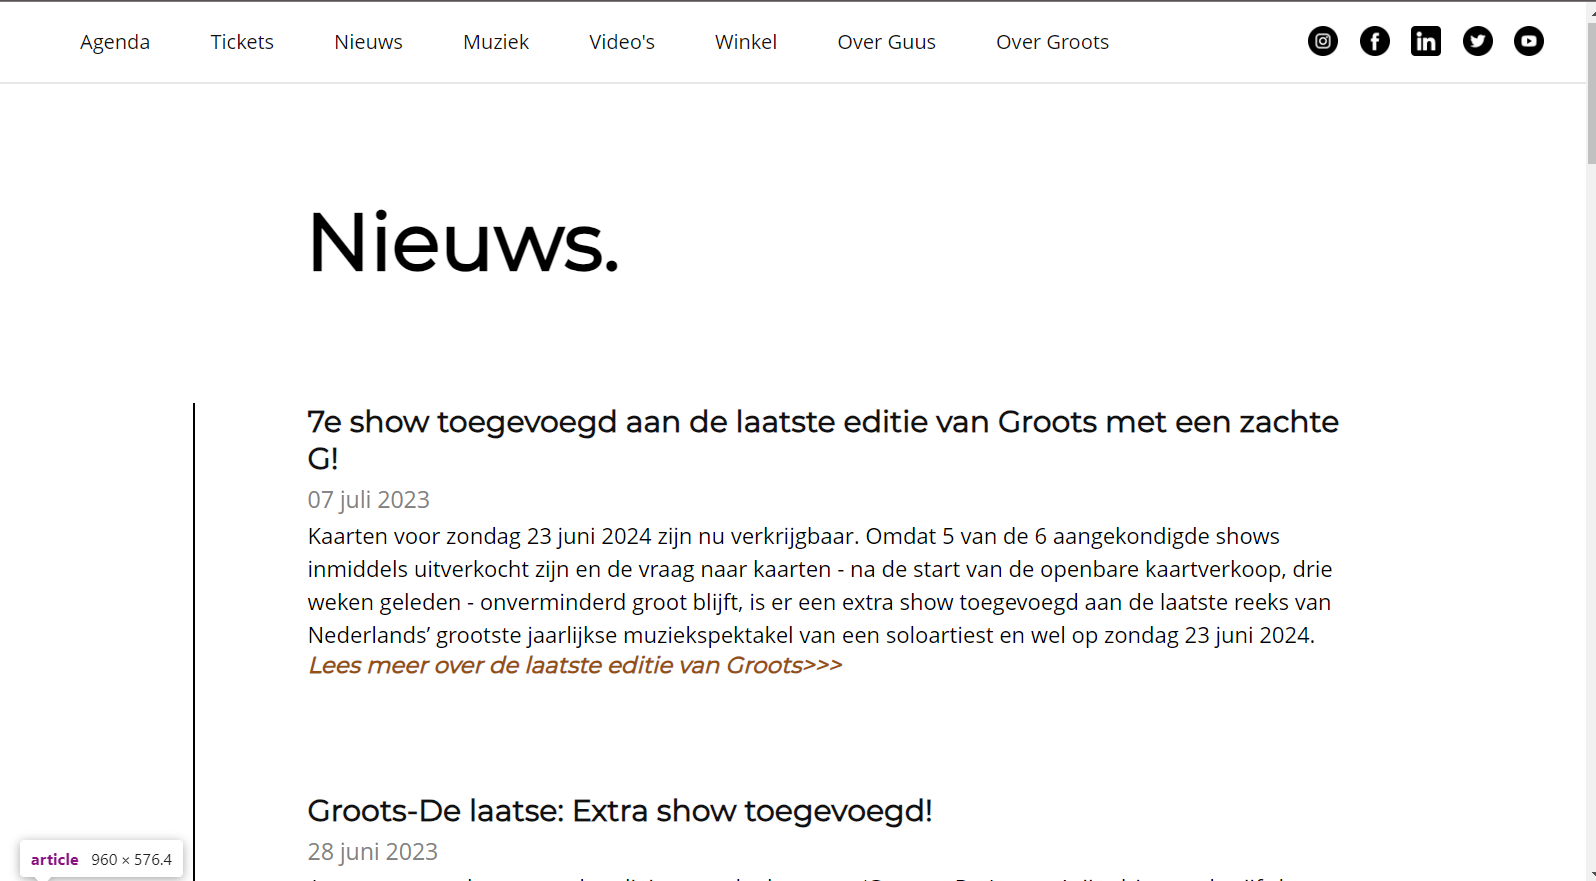 Agenda Tickets Nieuws Muziek Video's Winkel Over Guus Over Groots
Nieuws.
7e show toegevoegd aan de laatste editie van Groots met een zachte
G!
07 juli 2023
Kaarten voor zondag 23 juni 2024 zijn nu verkrijgbaar. Omdat 5 van de 6 aangekondigde shows
inmiddels uitverkocht zijn en de vraag naar kaarten - na de start van de openbare kaartverkoop, drie
weken geleden - onverminderd groot blijft, is er een extra show toegevoegd aan de laatste reeks van
Nederlands’ grootste jaarlijkse muziekspektakel van een soloartiest en wel op zondag 23 juni 2024.
Lees meer over de laatste editie van Groots>>>
Groots-De laatse: Extra show toegevoegd!
28 juni 2023
article 960 × 576.4